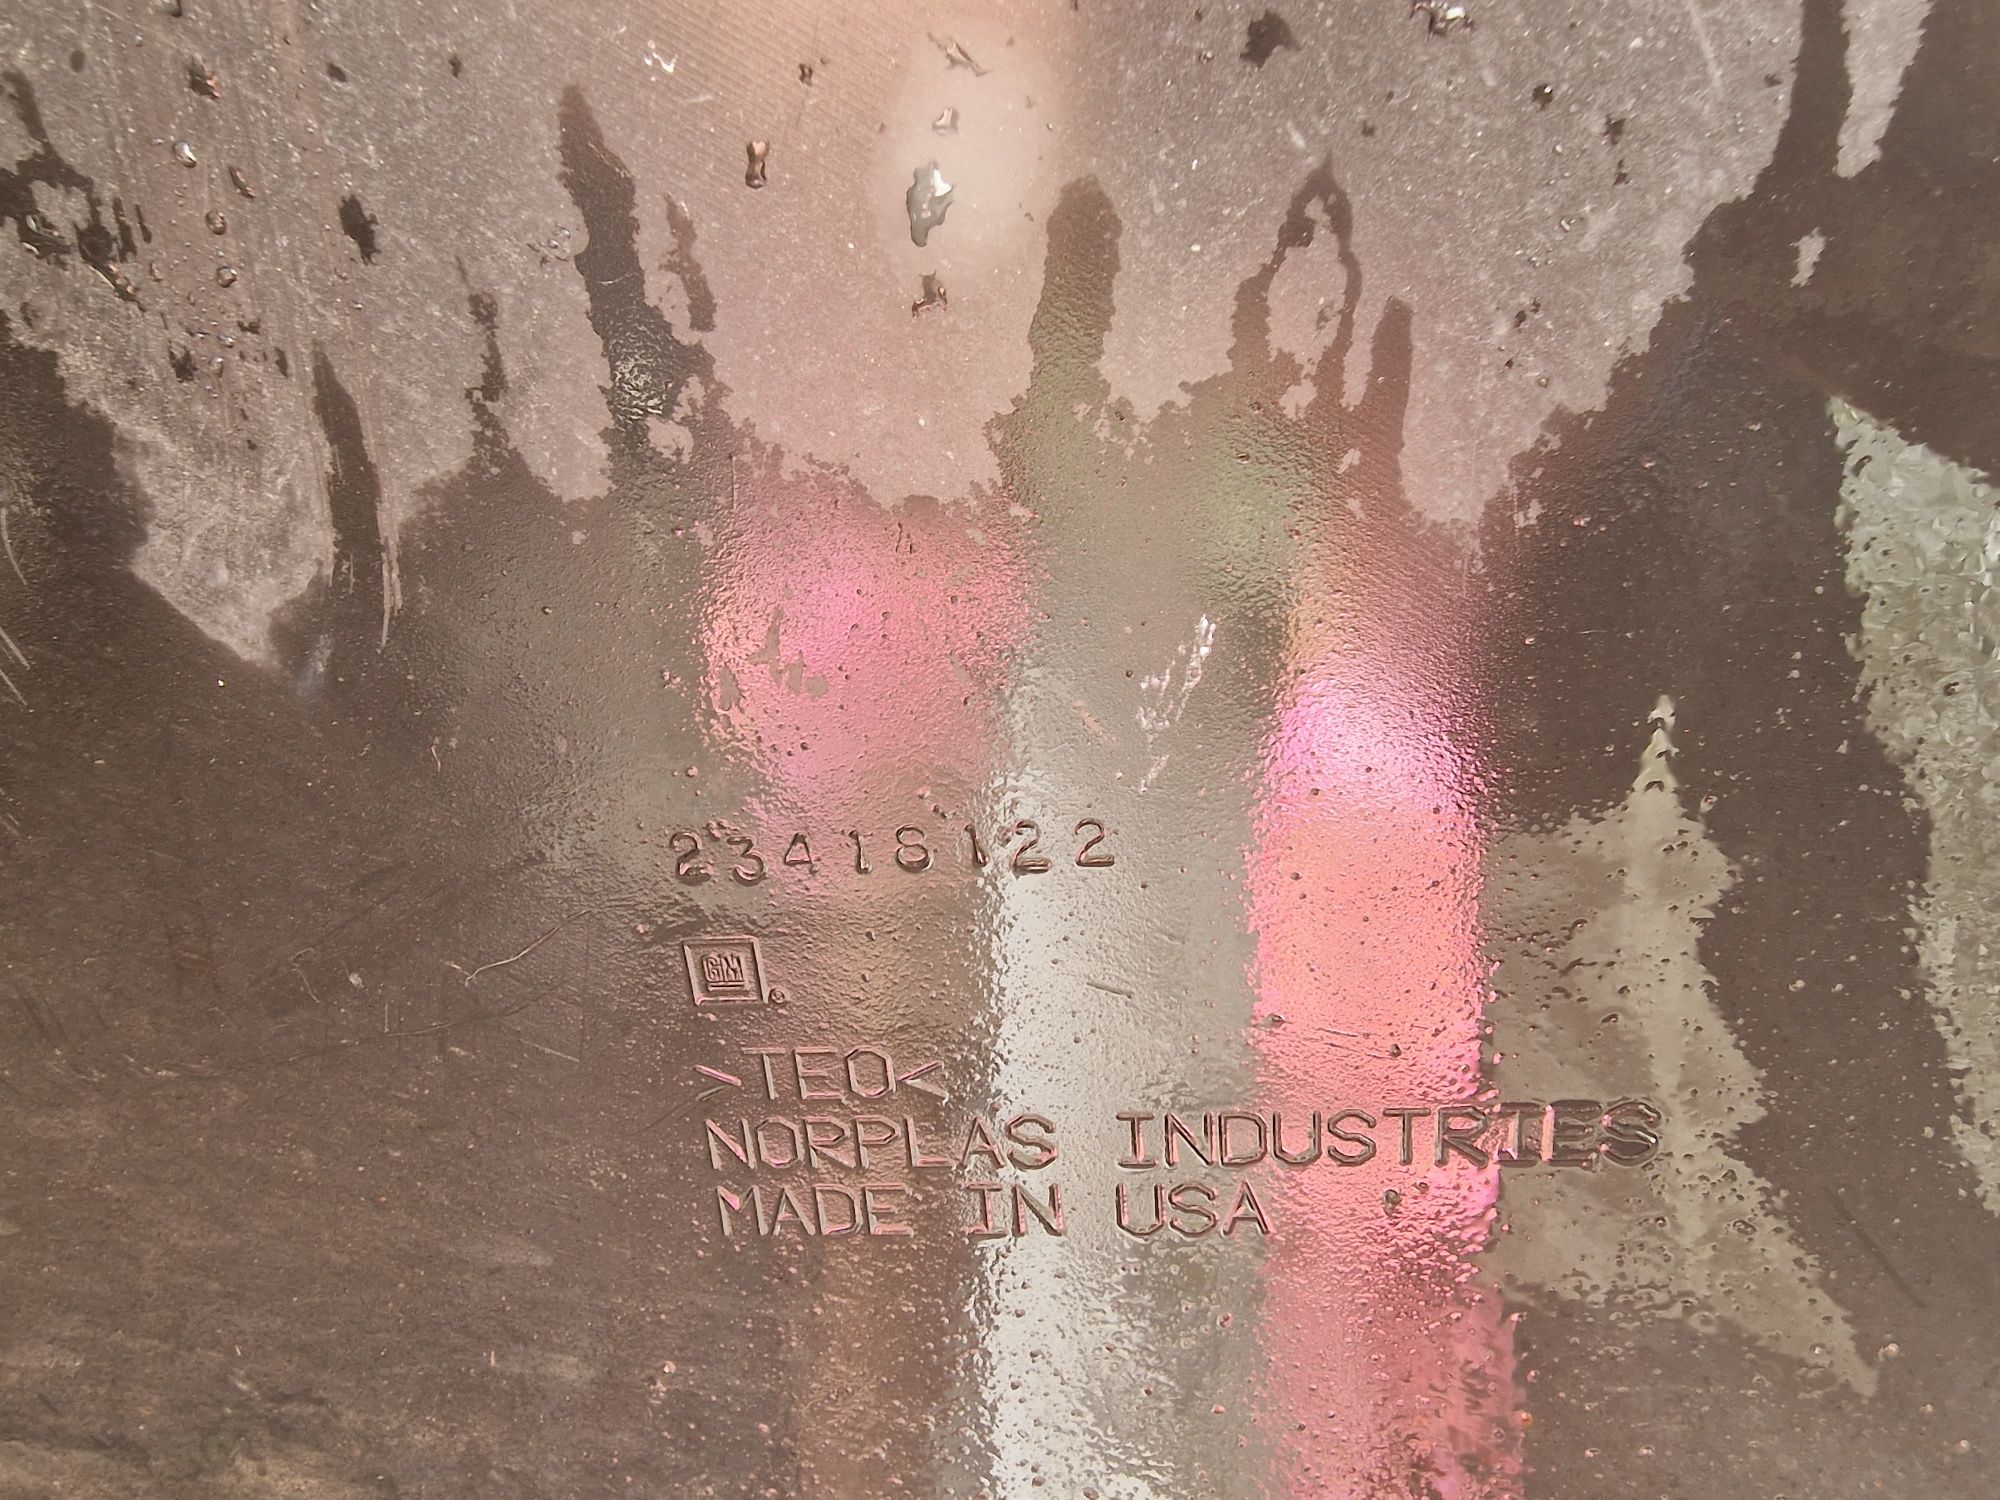 23418122
GM
>TEO<
NORPLAS INDUSTRIES
MADE IN USA